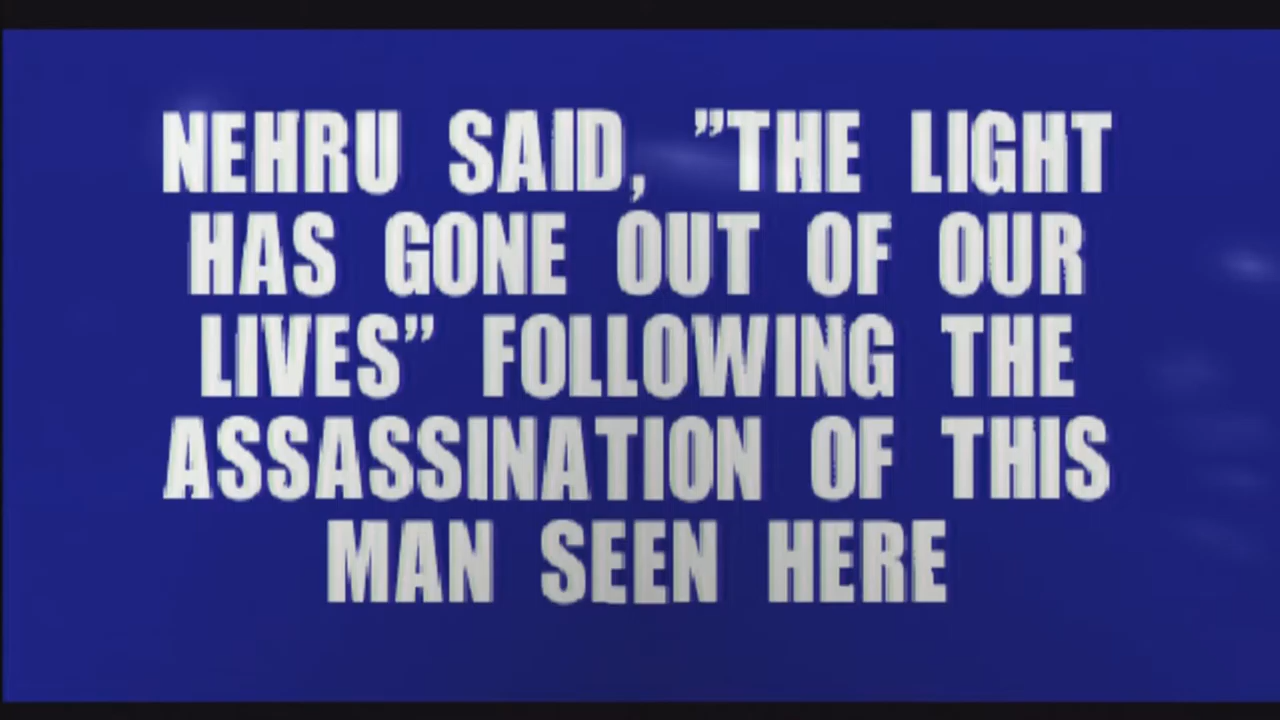 NEHRU SAID, ”THE LIGHT
HAS GONE OUT OF OUR
LIVES” FOLLOWING THE
ASSASSINATION OF THIS
MAN SEEN HERE